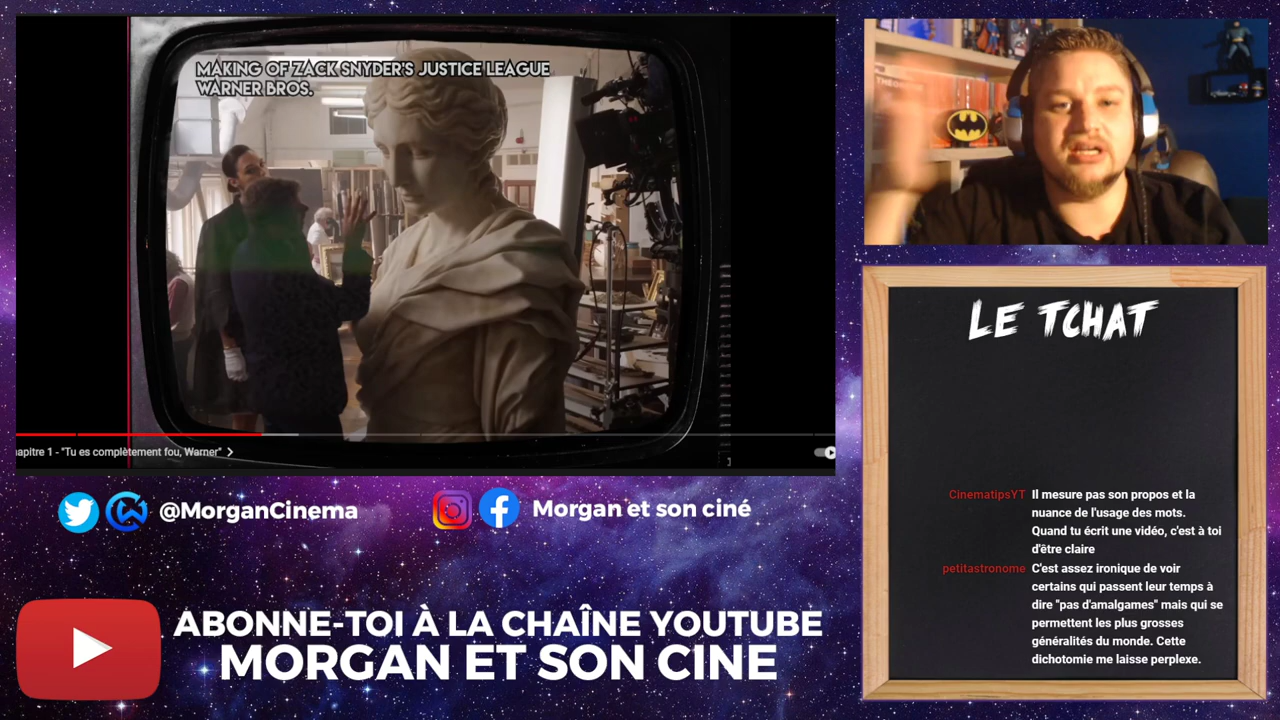 MAKING OF ZACK SNYDER'S JUSTICE LEAGUE
WARNER BROS.
apitre 1 - "Tu es complètement fou, Warner"
@MorganCinema
Morgan et son ciné
ABONNE-TOI À LA CHAÎNE YOUTUBE
MORGAN ET SON CINE
LE TCHAT
CinematipsYT Il mesure pas son propos et la
nuance de l'usage des mots.
Quand tu écrit une vidéo, c'est à toi
d'être claire
petitastronome C'est assez ironique de voir
certains qui passent leur temps à
dire "pas d'amalgames" mais qui se
permettent les plus grosses
généralités du monde. Cette
dichotomie me laisse perplexe.